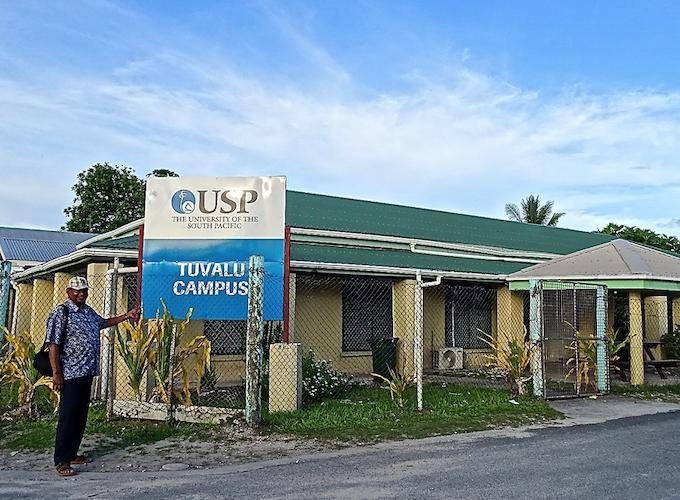 USP
THE UNIVERSITY OF THE
SOUTH PACIFIC
TUVALU
CAMPUS